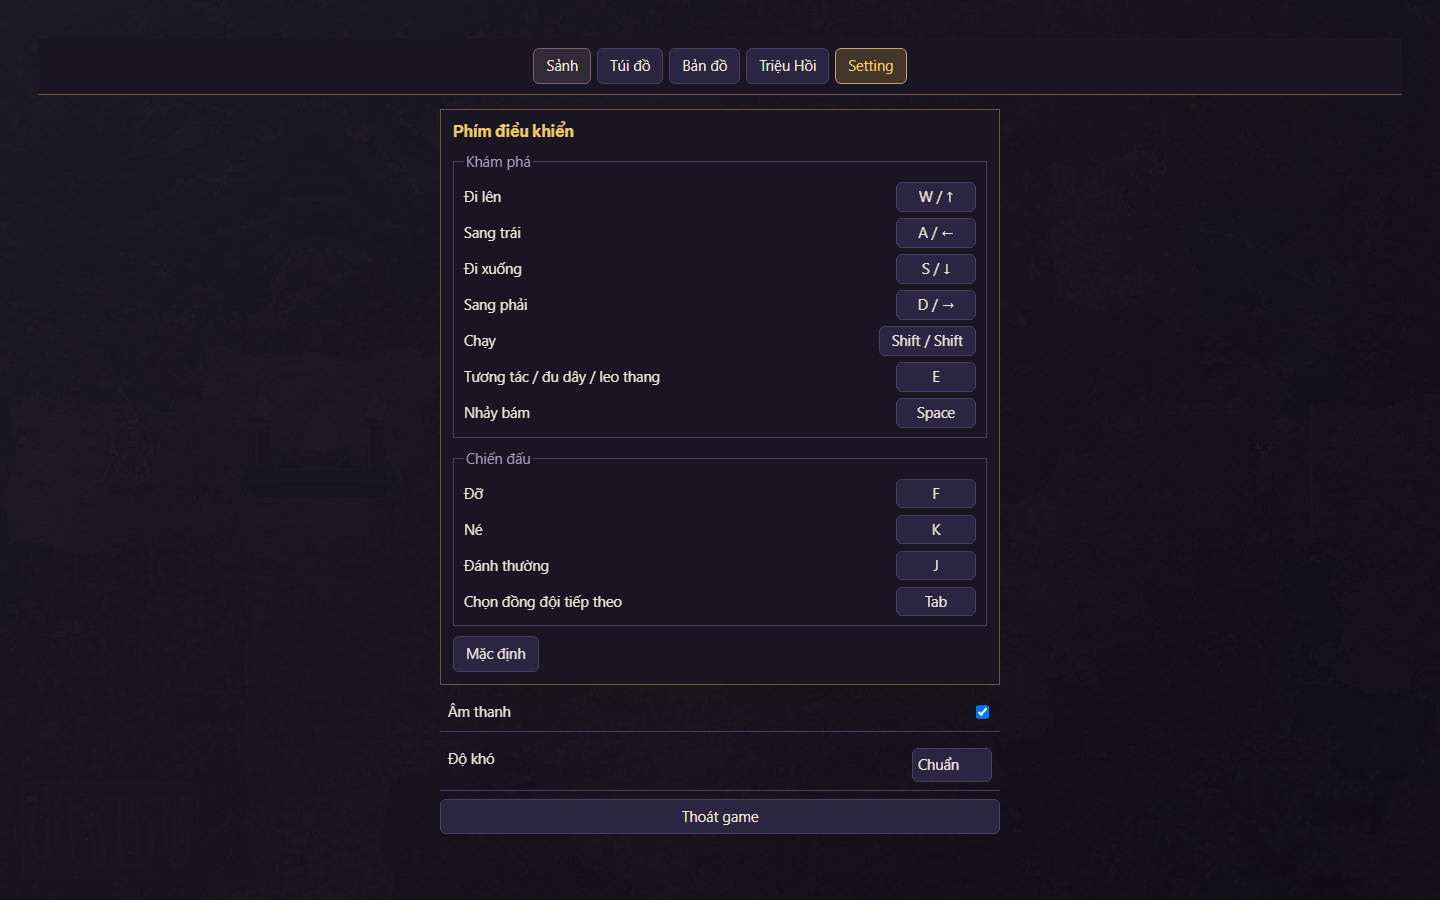 Sảnh Túi đồ Bản đồ Triệu Hồi Setting
Phím điều khiển
Khám phá
Đi lên W / ↑
Sang trái A / ←
Đi xuống S / ↓
Sang phải D / →
Chạy Shift / Shift
Tương tác / đu dây / leo thang E
Nhảy bám Space
Chiến đấu
Đỡ F
Né K
Đánh thường J
Chọn đồng đội tiếp theo Tab
Mặc định
Âm thanh
Độ khó Chuẩn
Thoát game